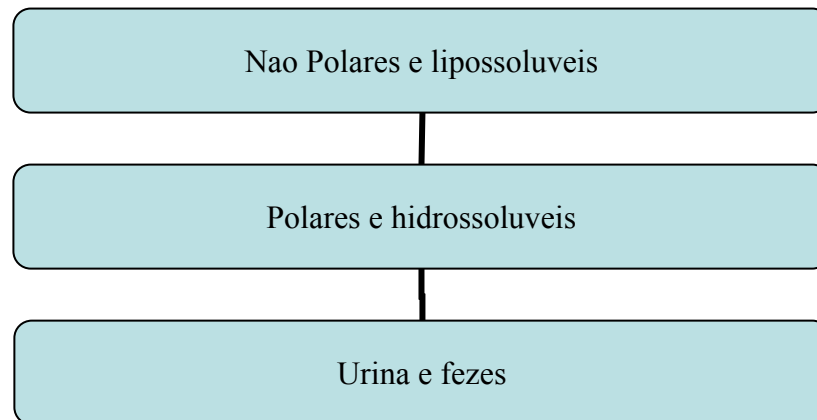 Nao Polares e lipossoluveis
Polares e hidrossoluveis
Urina e fezes